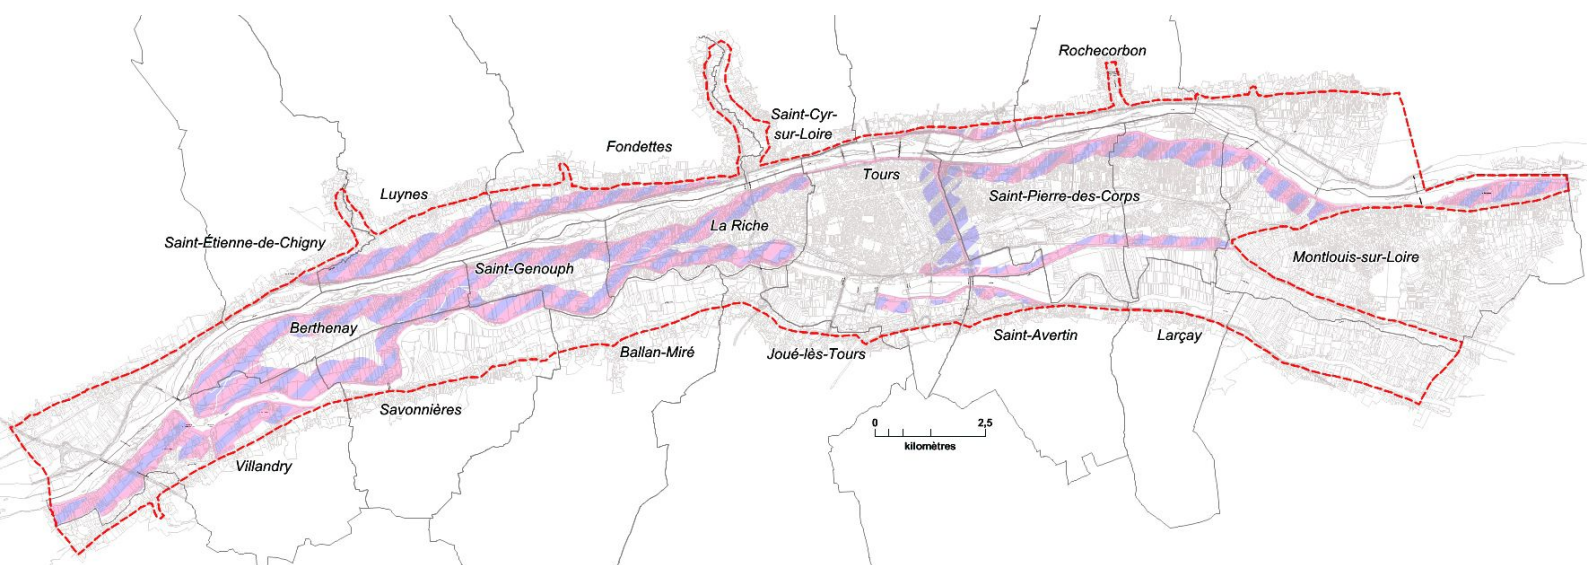 Rochecorbon
Saint-Cyr-
sur-Loire
Fondettes
Tours
Luynes
Saint-Pierre-des-Corps
La Riche
Saint-Étienne-de-Chigny
Montlouis-sur-Loire
Saint-Genouph
Berthenay
Saint-Avertin
Larçay
Ballan-Miré
Joué-lès-Tours
Savonnières
0 2,5
kilomètres
Villandry